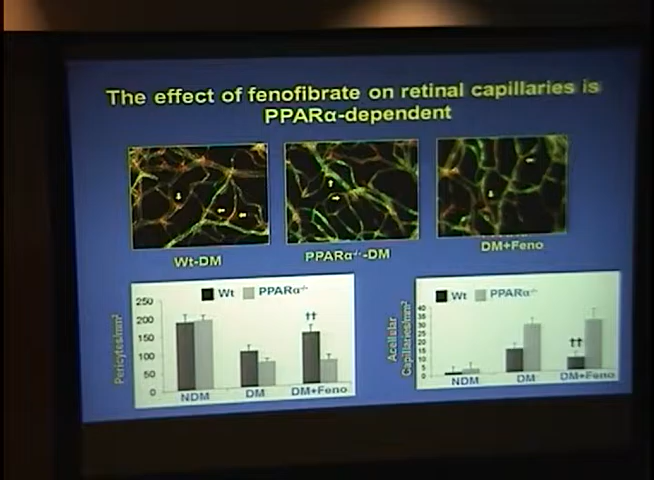 The effect of fenofibrate on retinal capillaries is
PPARα-dependent
Wt-DM
PPARα⁻/⁻-DM
DM+Feno
Wt PPARα⁻/⁻
Pericytes/mm²
250
200
150
100
50
0
††
NDM DM DM+Feno
Wt PPARα⁻/⁻
Acellular
Capillaries/mm²
40
35
30
25
20
15
10
5
0
††
NDM DM DM+Feno